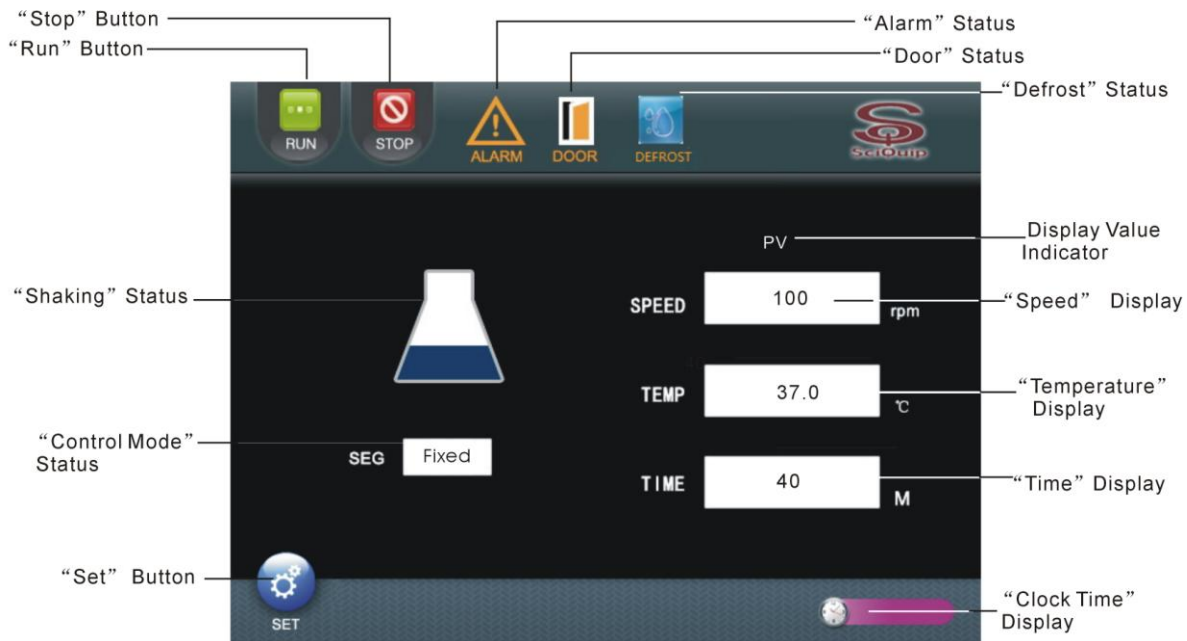 “Stop” Button
“Alarm” Status
“Run” Button
“Door” Status
“Defrost” Status
RUN
STOP
ALARM
DOOR
DEFROST
SciQuip
PV
Display Value
Indicator
“Shaking” Status
SPEED
100
rpm
“Speed” Display
TEMP
37.0
℃
“Temperature”
Display
“Control Mode”
Status
SEG
Fixed
TIME
40
M
“Time” Display
“Set” Button
SET
“Clock Time”
Display